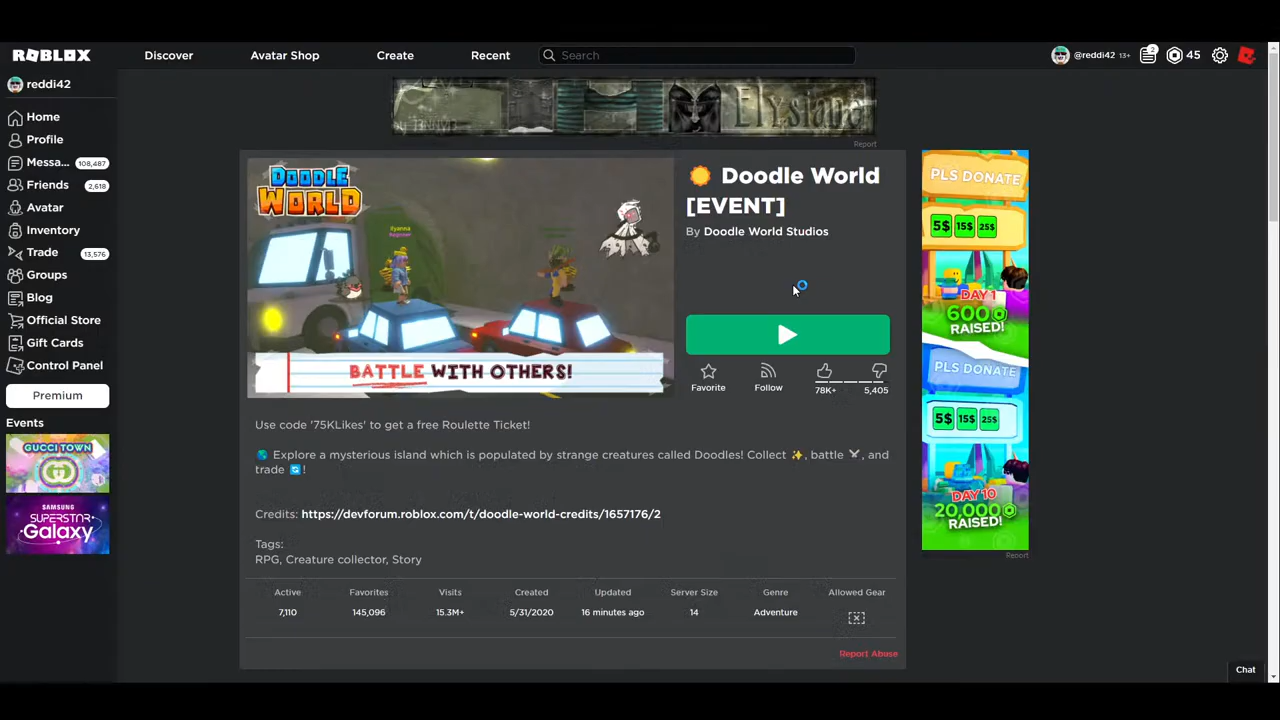 ROBLOX Discover Avatar Shop Create Recent Search @reddi42 13+ 2 45
reddi42
Home
Profile
Messa... 108,487
Friends 2,618
Avatar
Inventory
Trade 13,576
Groups
Blog
Official Store
Gift Cards
Control Panel
Premium
Events
GUCCI TOWN
SAMSUNG
SUPERSTAR
Galaxy
Elysiand
Report
DOODLE
WORLD
Beginner
BATTLE WITH OTHERS!
Doodle World
[EVENT]
By Doodle World Studios
Favorite Follow 78K+ 5,405
Use code '75KLikes' to get a free Roulette Ticket!
Explore a mysterious island which is populated by strange creatures called Doodles! Collect ✨, battle ⚔, and
trade 🔄!
Credits: https://devforum.roblox.com/t/doodle-world-credits/1657176/2
Tags:
RPG, Creature collector, Story
Active Favorites Visits Created Updated Server Size Genre Allowed Gear
7,110 145,096 15.3M+ 5/31/2020 16 minutes ago 14 Adventure
Report Abuse
PLS DONATE
5$ 15$ 25$
DAY 1
600
RAISED!
PLS DONATE
5$ 15$ 25$
DAY 10
20,000
RAISED!
Report
Chat